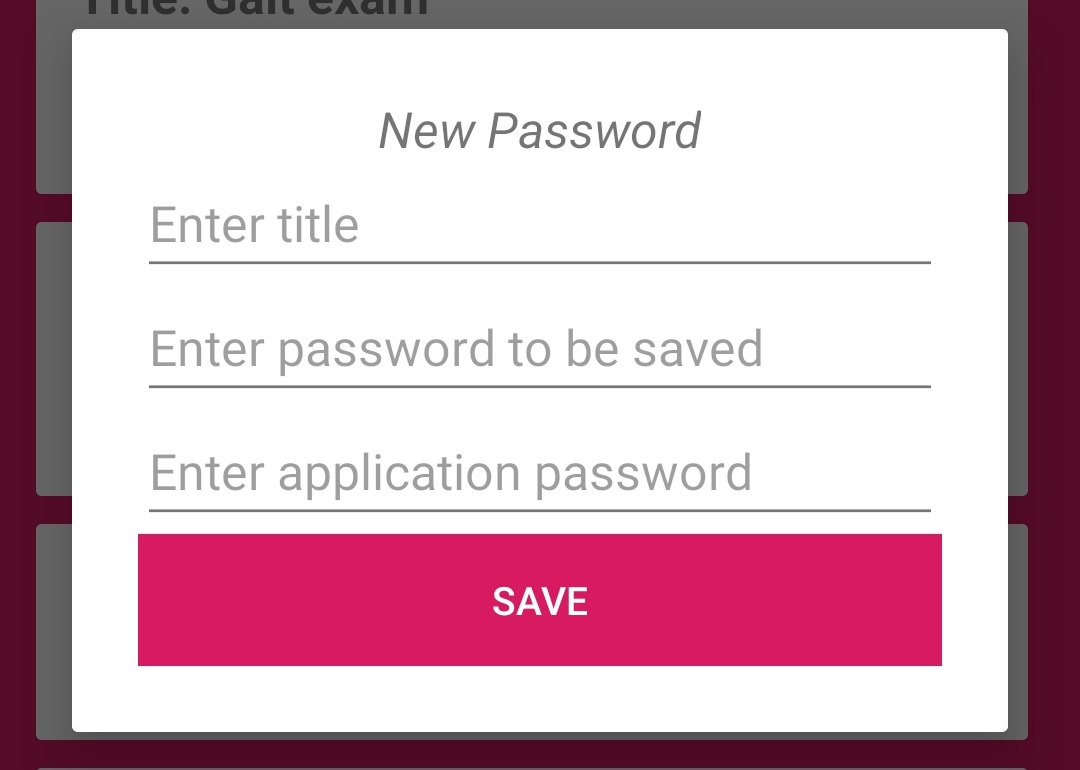 Title: Gait exam
New Password
Enter title
Enter password to be saved
Enter application password
SAVE